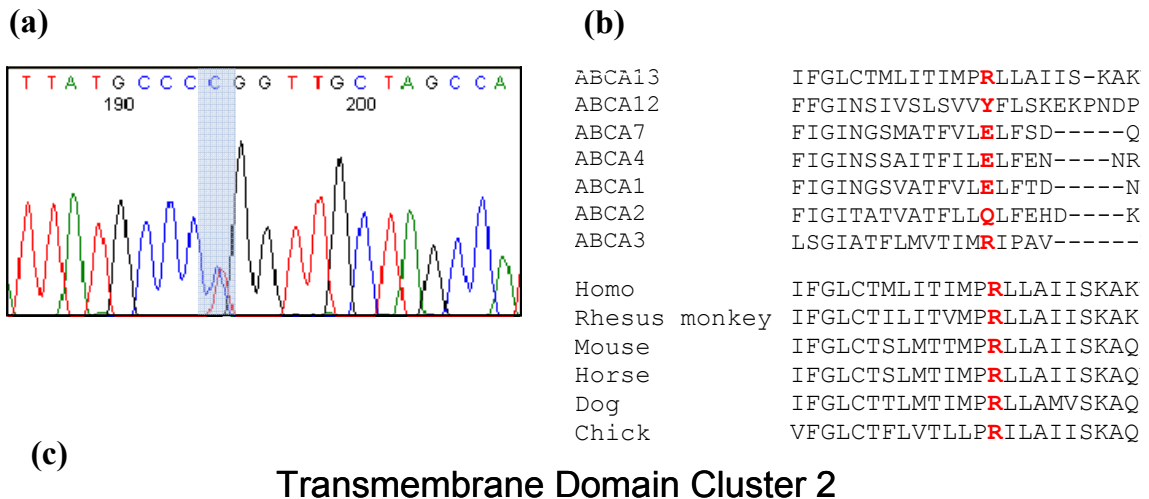 (a)
T T A T G C C C C G G T T G C T A G C C A
190 200
(b)
ABCA13 IFGLCTMLITIMPRLLAIIS-KAK
ABCA12 FFGINSIVSLSVVYFLSKEKPNDP
ABCA7 FIGINGSMATFVLELFSD-----Q
ABCA4 FIGINSSAITFILELFEN----NR
ABCA1 FIGINGSVATFVLELFTD-----N
ABCA2 FIGITATVATFLLQLFEHD----K
ABCA3 LSGIATFLMVTIMRIPAV------
Homo IFGLCTMLITIMPRLLAIISKAK
Rhesus monkey IFGLCTILITVMPRLLAIISKAK
Mouse IFGLCTSLMTTMPRLLAIISKAQ
Horse IFGLCTSLMTIMPRLLAIISKAQ
Dog IFGLCTTLMTIMPRLLAMVSKAQ
Chick VFGLCTFLVTLLPRILAIISKAQ
(c)
Transmembrane Domain Cluster 2